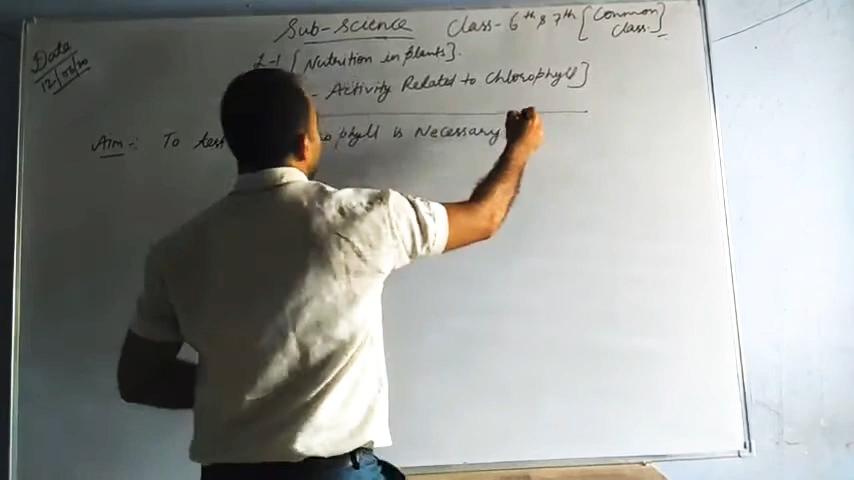 Sub-Science Class-6th & 7th [Common class.]
Date 12/08/20
L-1 [Nutrition in plants].
- Activity Related to Chlorophyll]
Aim:- To test phyll is Necessary